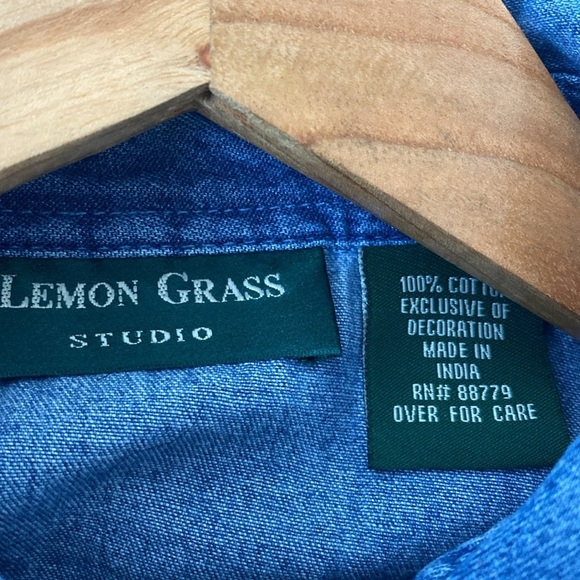 LEMON GRASS
STUDIO
100% COTTON
EXCLUSIVE OF
DECORATION
MADE IN
INDIA
RN# 88779
OVER FOR CARE